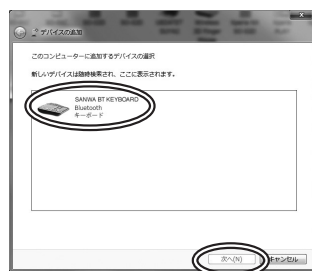 デバイスの追加
このコンピューターに追加するデバイスの選択
新しいデバイスは随時検索され、ここに表示されます。
SANWA BT KEYBOARD
Bluetooth
キーボード
次へ(N)
キャンセル